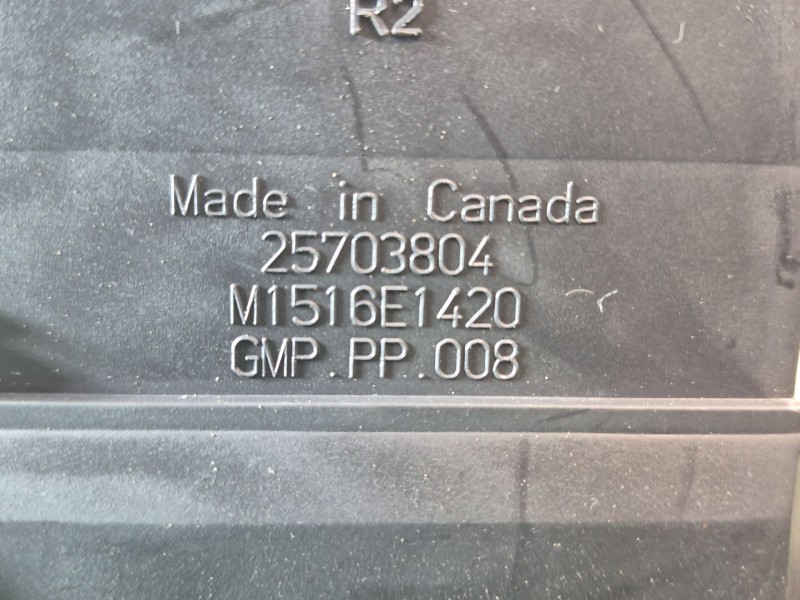 R2
Made in Canada
25703804
M1516E1420
GMP.PP.008